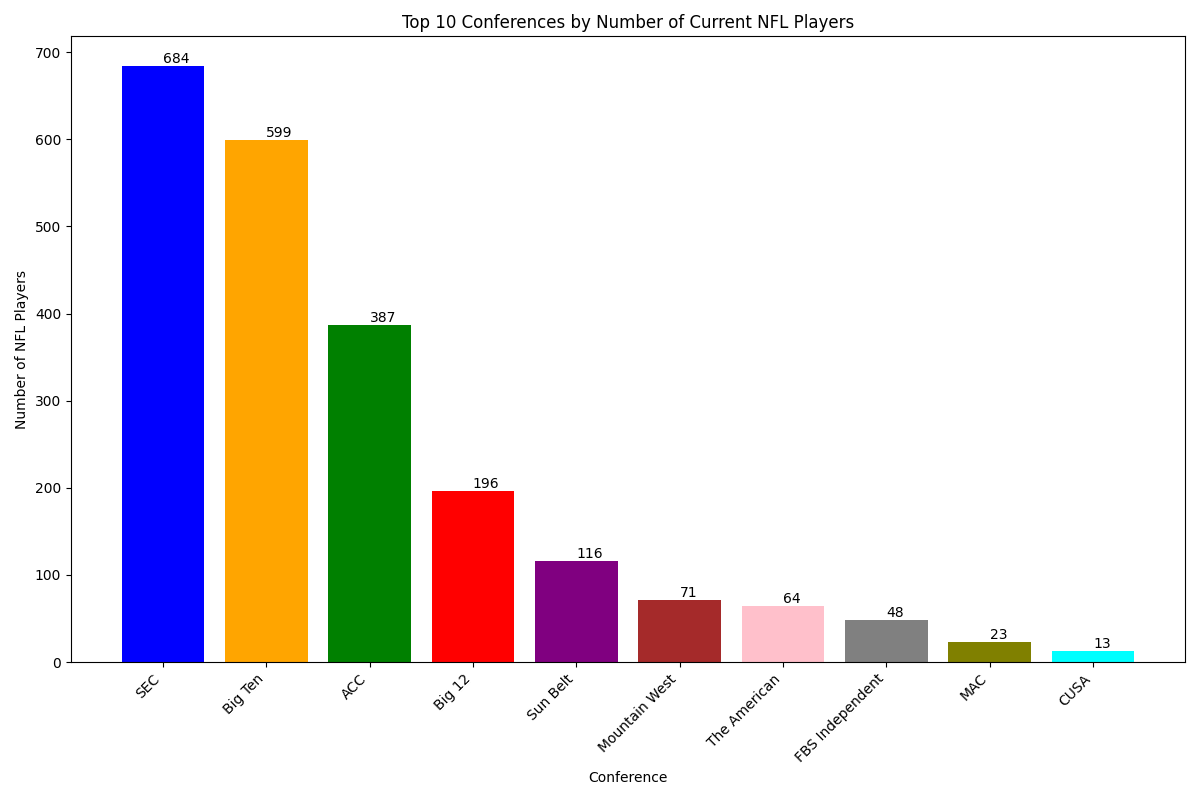 Top 10 Conferences by Number of Current NFL Players
Number of NFL Players
700
600
500
400
300
200
100
0
684
599
387
196
116
71
64
48
23
13
SEC
Big Ten
ACC
Big 12
Sun Belt
Mountain West
The American
FBS Independent
MAC
CUSA
Conference